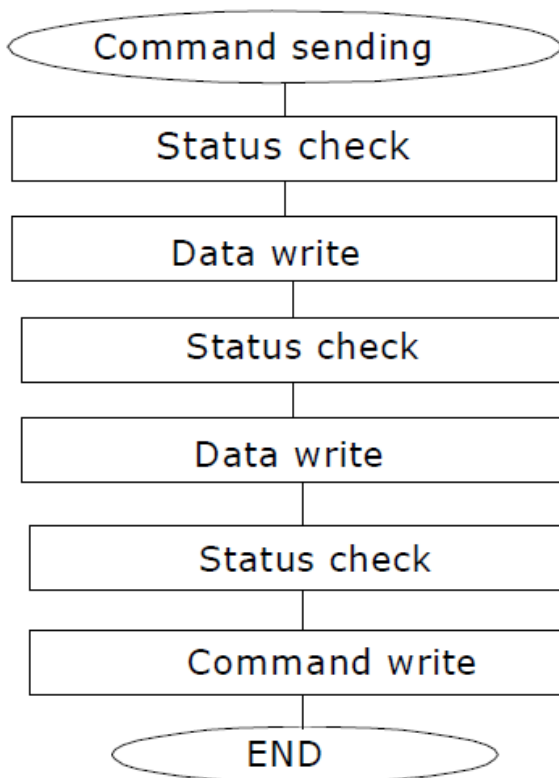 Command sending
Status check
Data write
Status check
Data write
Status check
Command write
END